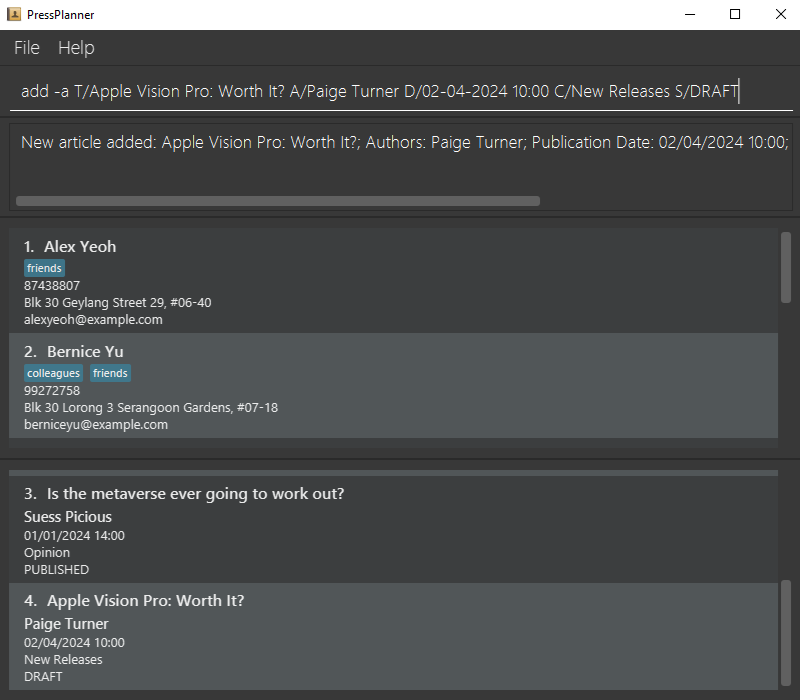 PressPlanner
File Help
add -a T/Apple Vision Pro: Worth It? A/Paige Turner D/02-04-2024 10:00 C/New Releases S/DRAFT
New article added: Apple Vision Pro: Worth It?; Authors: Paige Turner; Publication Date: 02/04/2024 10:00;
1. Alex Yeoh
friends
87438807
Blk 30 Geylang Street 29, #06-40
alexyeoh@example.com
2. Bernice Yu
colleagues friends
99272758
Blk 30 Lorong 3 Serangoon Gardens, #07-18
berniceyu@example.com
3. Is the metaverse ever going to work out?
Suess Picious
01/01/2024 14:00
Opinion
PUBLISHED
4. Apple Vision Pro: Worth It?
Paige Turner
02/04/2024 10:00
New Releases
DRAFT